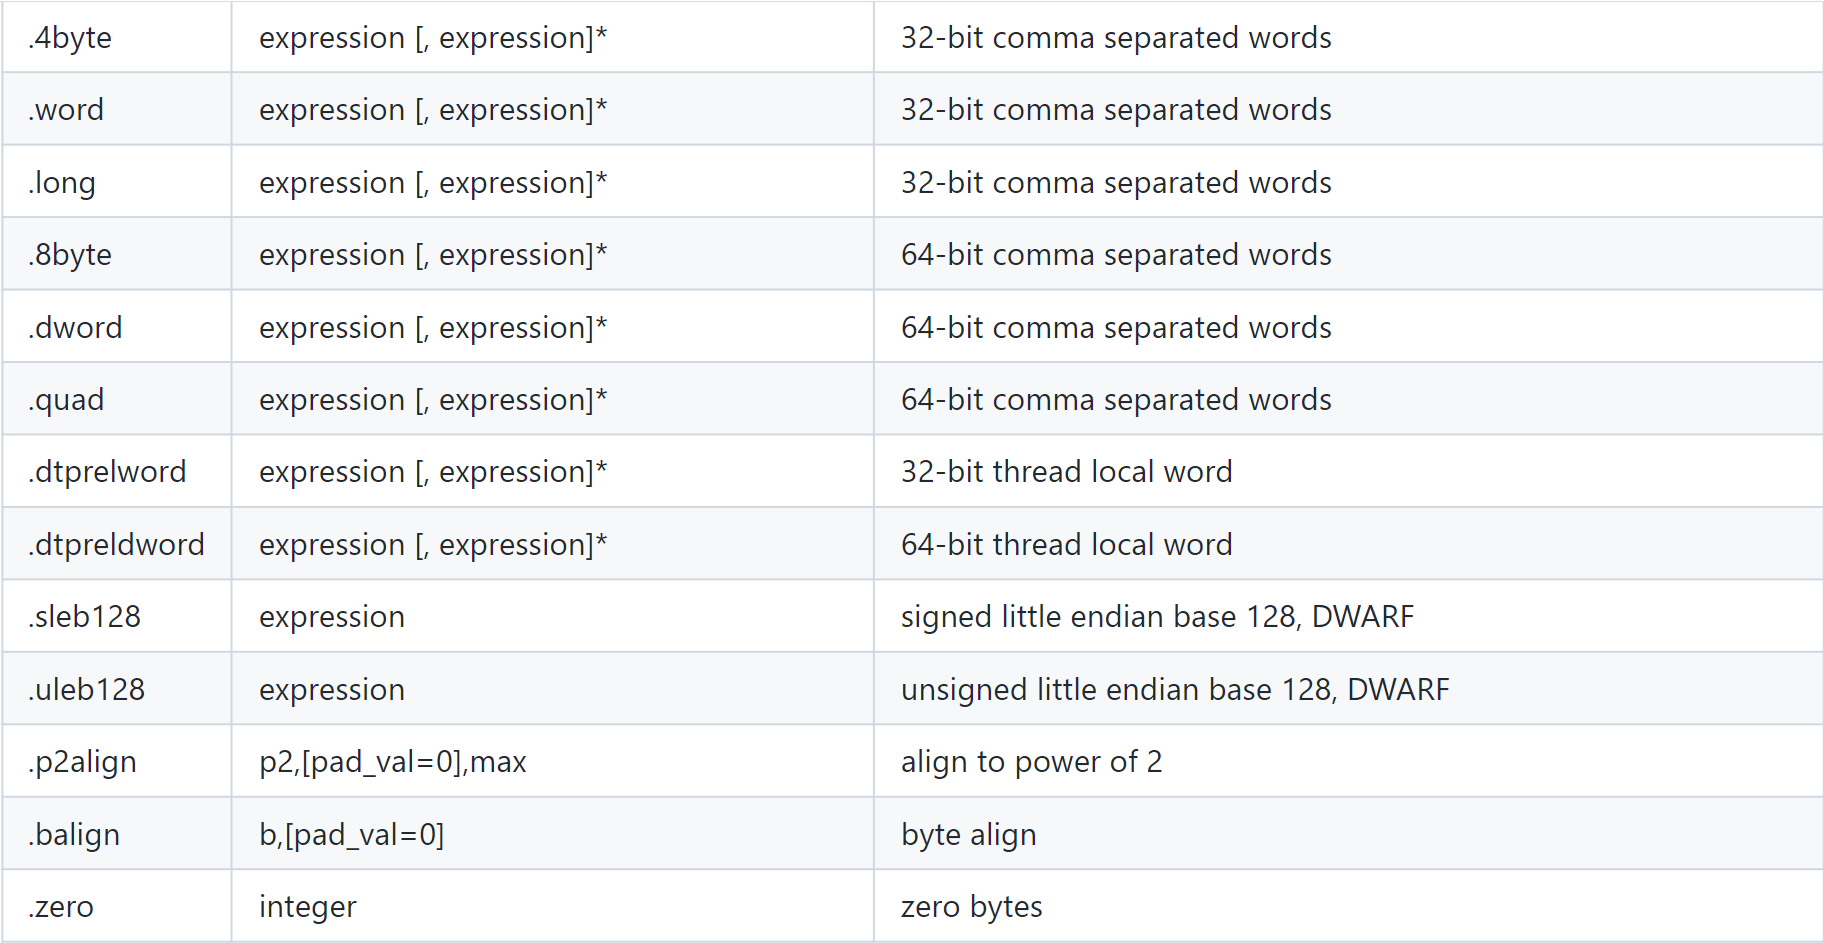 .4byte expression [, expression]* 32-bit comma separated words
.word expression [, expression]* 32-bit comma separated words
.long expression [, expression]* 32-bit comma separated words
.8byte expression [, expression]* 64-bit comma separated words
.dword expression [, expression]* 64-bit comma separated words
.quad expression [, expression]* 64-bit comma separated words
.dtprelword expression [, expression]* 32-bit thread local word
.dtpreldword expression [, expression]* 64-bit thread local word
.sleb128 expression signed little endian base 128, DWARF
.uleb128 expression unsigned little endian base 128, DWARF
.p2align p2,[pad_val=0],max align to power of 2
.balign b,[pad_val=0] byte align
.zero integer zero bytes